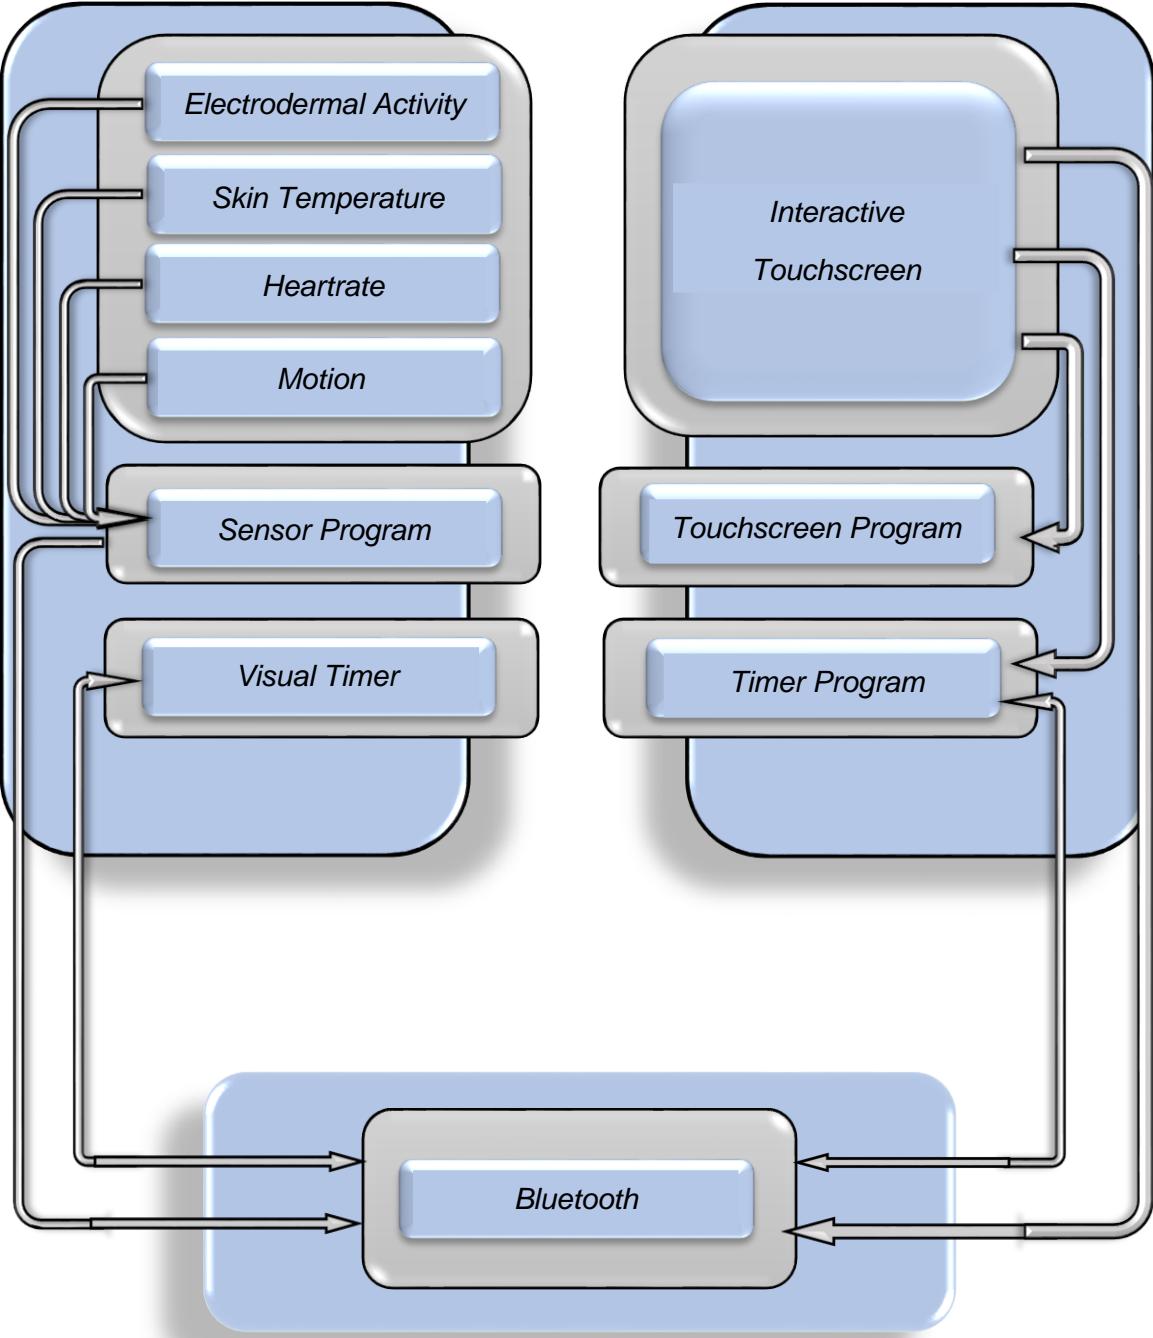 Electrodermal Activity
Skin Temperature
Heartrate
Motion
Sensor Program
Visual Timer
Interactive
Touchscreen
Touchscreen Program
Timer Program
Bluetooth